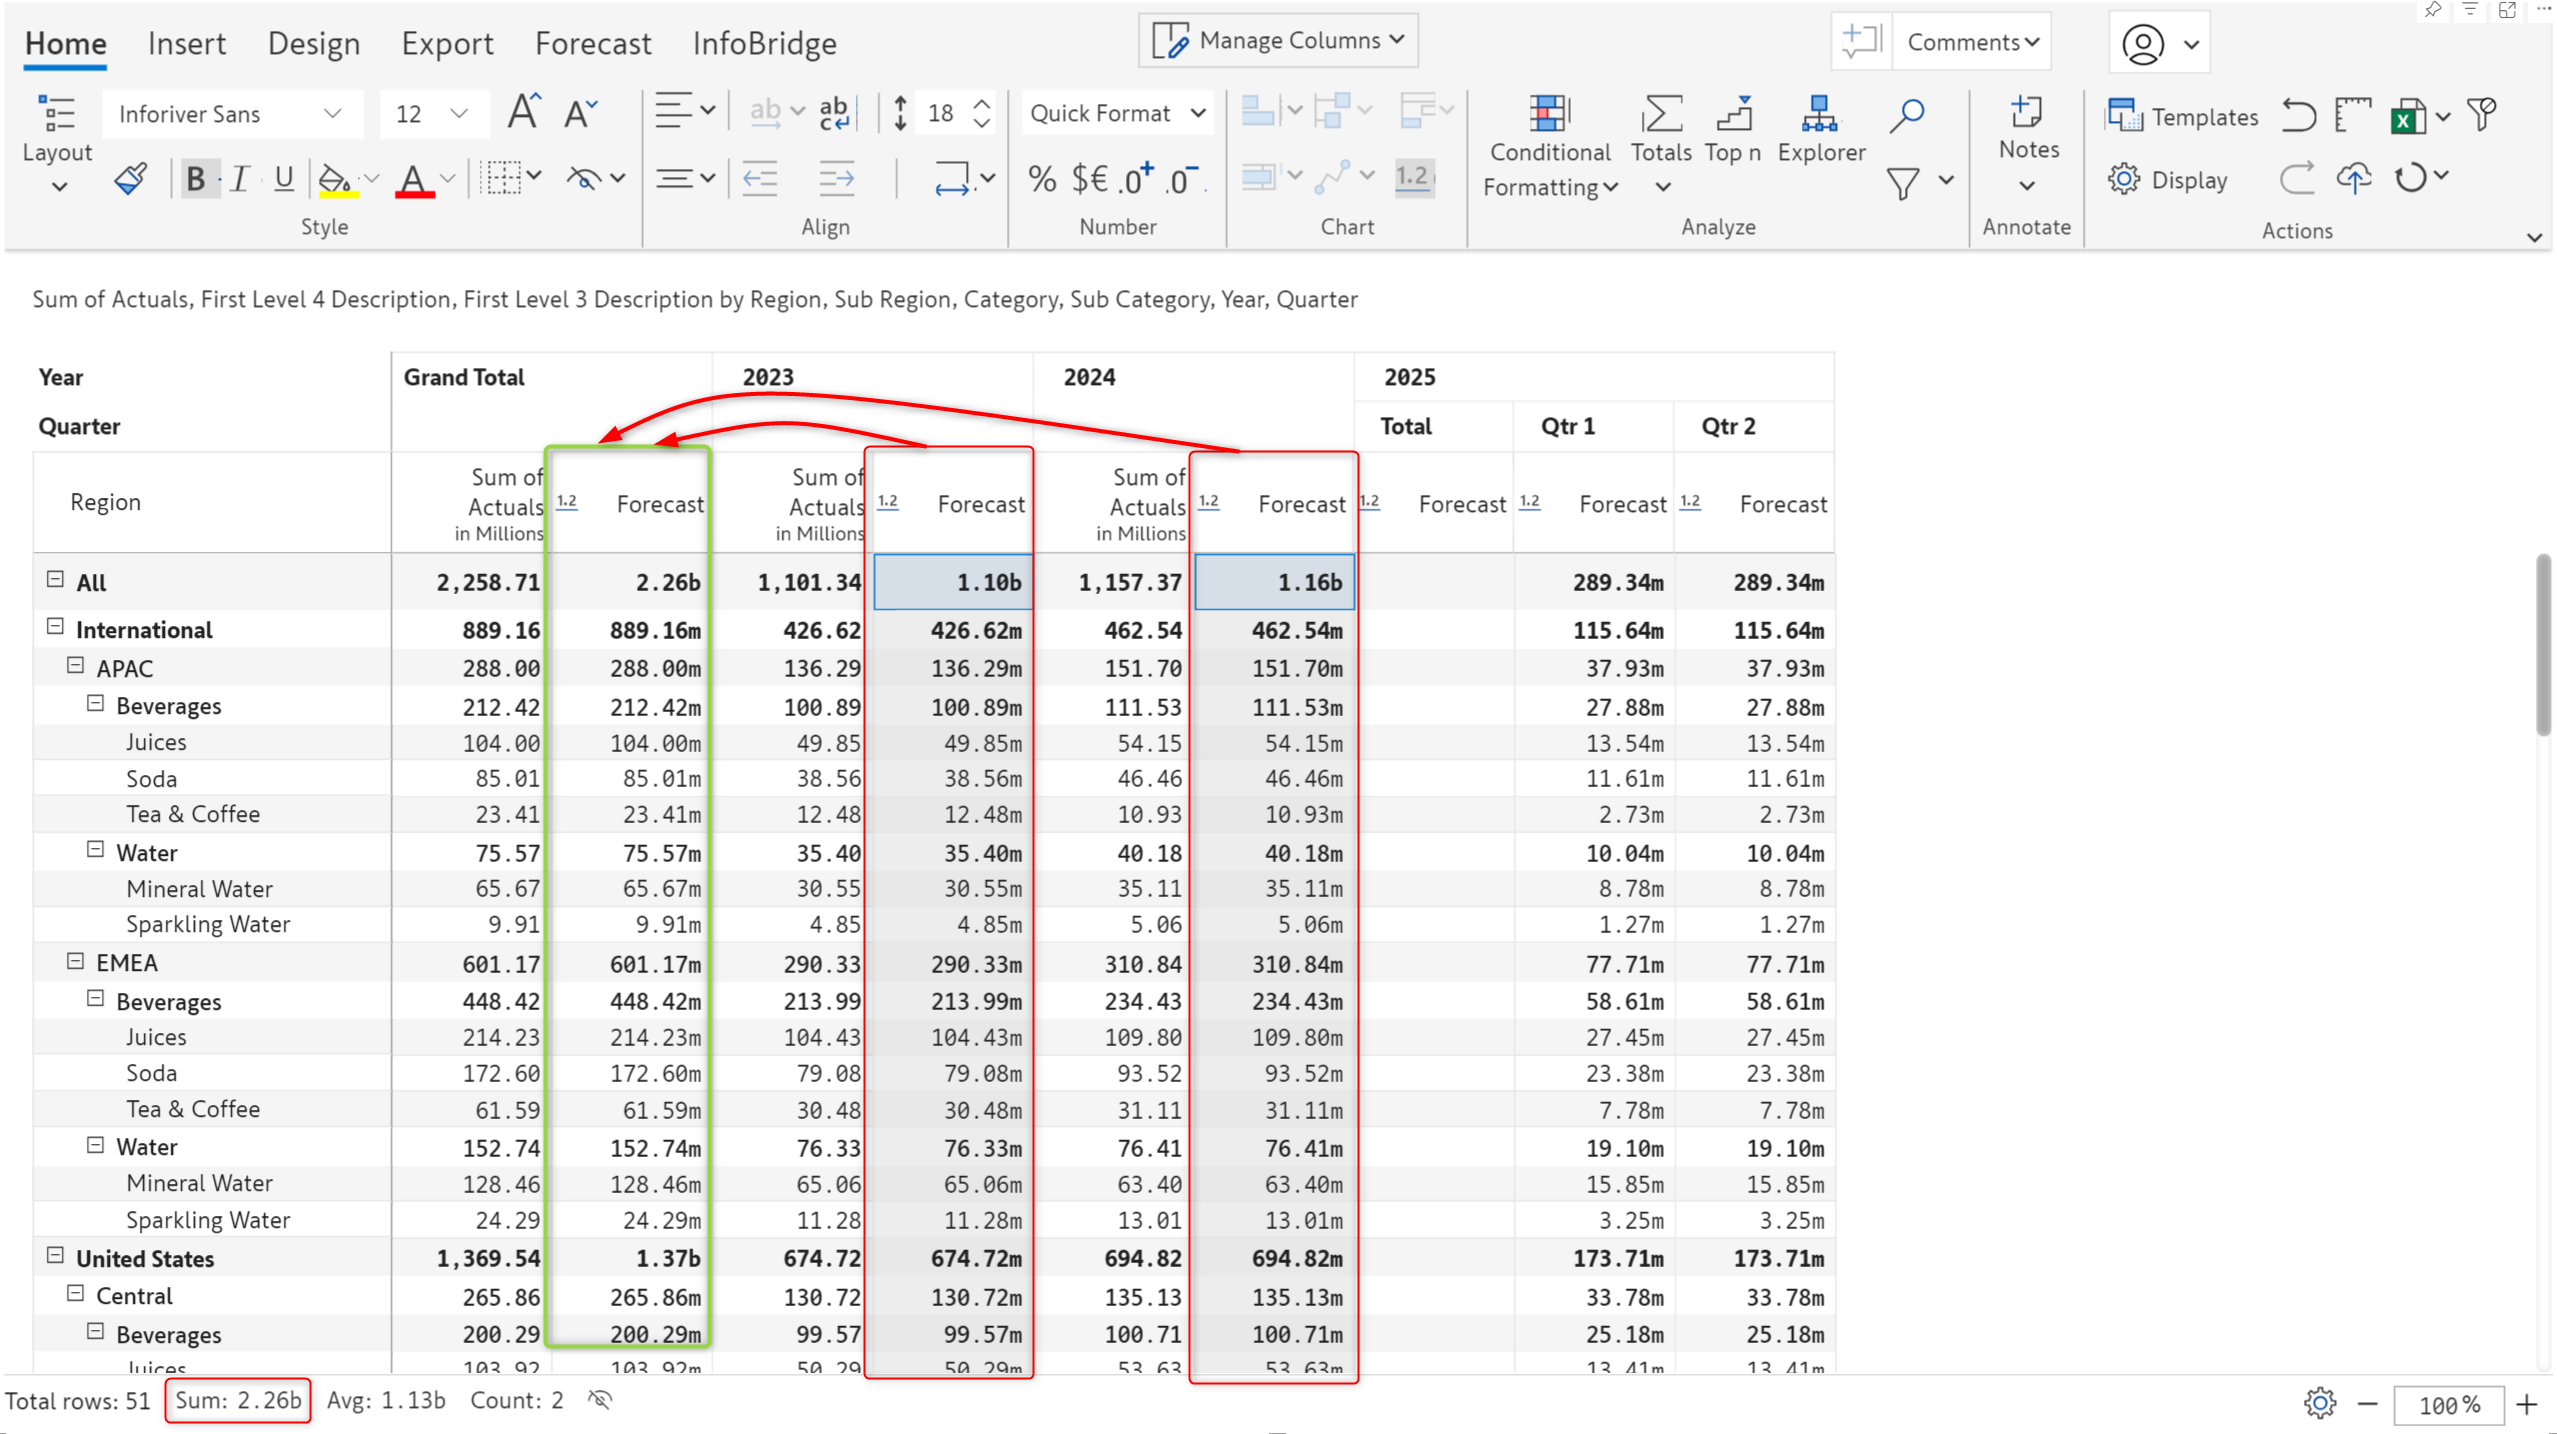 Home Insert Design Export Forecast InfoBridge Manage Columns Comments
Inforiver Sans 12 18 Quick Format Templates
Layout Conditional Formatting Totals Top n Explorer Notes
B I U A % $€ .0+ .0- 1.2 Display
Style Align Number Chart Analyze Annotate Actions
Sum of Actuals, First Level 4 Description, First Level 3 Description by Region, Sub Region, Category, Sub Category, Year, Quarter
Year Grand Total 2023 2024 2025
Quarter Total Qtr 1 Qtr 2
Region Sum of Actuals in Millions 1.2 Forecast Sum of Actuals in Millions 1.2 Forecast Sum of Actuals in Millions 1.2 Forecast 1.2 Forecast 1.2 Forecast 1.2 Forecast
All 2,258.71 2.26b 1,101.34 1.10b 1,157.37 1.16b 289.34m 289.34m
International 889.16 889.16m 426.62 426.62m 462.54 462.54m 115.64m 115.64m
APAC 288.00 288.00m 136.29 136.29m 151.70 151.70m 37.93m 37.93m
Beverages 212.42 212.42m 100.89 100.89m 111.53 111.53m 27.88m 27.88m
Juices 104.00 104.00m 49.85 49.85m 54.15 54.15m 13.54m 13.54m
Soda 85.01 85.01m 38.56 38.56m 46.46 46.46m 11.61m 11.61m
Tea & Coffee 23.41 23.41m 12.48 12.48m 10.93 10.93m 2.73m 2.73m
Water 75.57 75.57m 35.40 35.40m 40.18 40.18m 10.04m 10.04m
Mineral Water 65.67 65.67m 30.55 30.55m 35.11 35.11m 8.78m 8.78m
Sparkling Water 9.91 9.91m 4.85 4.85m 5.06 5.06m 1.27m 1.27m
EMEA 601.17 601.17m 290.33 290.33m 310.84 310.84m 77.71m 77.71m
Beverages 448.42 448.42m 213.99 213.99m 234.43 234.43m 58.61m 58.61m
Juices 214.23 214.23m 104.43 104.43m 109.80 109.80m 27.45m 27.45m
Soda 172.60 172.60m 79.08 79.08m 93.52 93.52m 23.38m 23.38m
Tea & Coffee 61.59 61.59m 30.48 30.48m 31.11 31.11m 7.78m 7.78m
Water 152.74 152.74m 76.33 76.33m 76.41 76.41m 19.10m 19.10m
Mineral Water 128.46 128.46m 65.06 65.06m 63.40 63.40m 15.85m 15.85m
Sparkling Water 24.29 24.29m 11.28 11.28m 13.01 13.01m 3.25m 3.25m
United States 1,369.54 1.37b 674.72 674.72m 694.82 694.82m 173.71m 173.71m
Central 265.86 265.86m 130.72 130.72m 135.13 135.13m 33.78m 33.78m
Beverages 200.29 200.29m 99.57 99.57m 100.71 100.71m 25.18m 25.18m
Juices 103.92 103.92m 50.29 50.29m 53.63 53.63m 13.41m 13.41m
Total rows: 51 Sum: 2.26b Avg: 1.13b Count: 2 100%